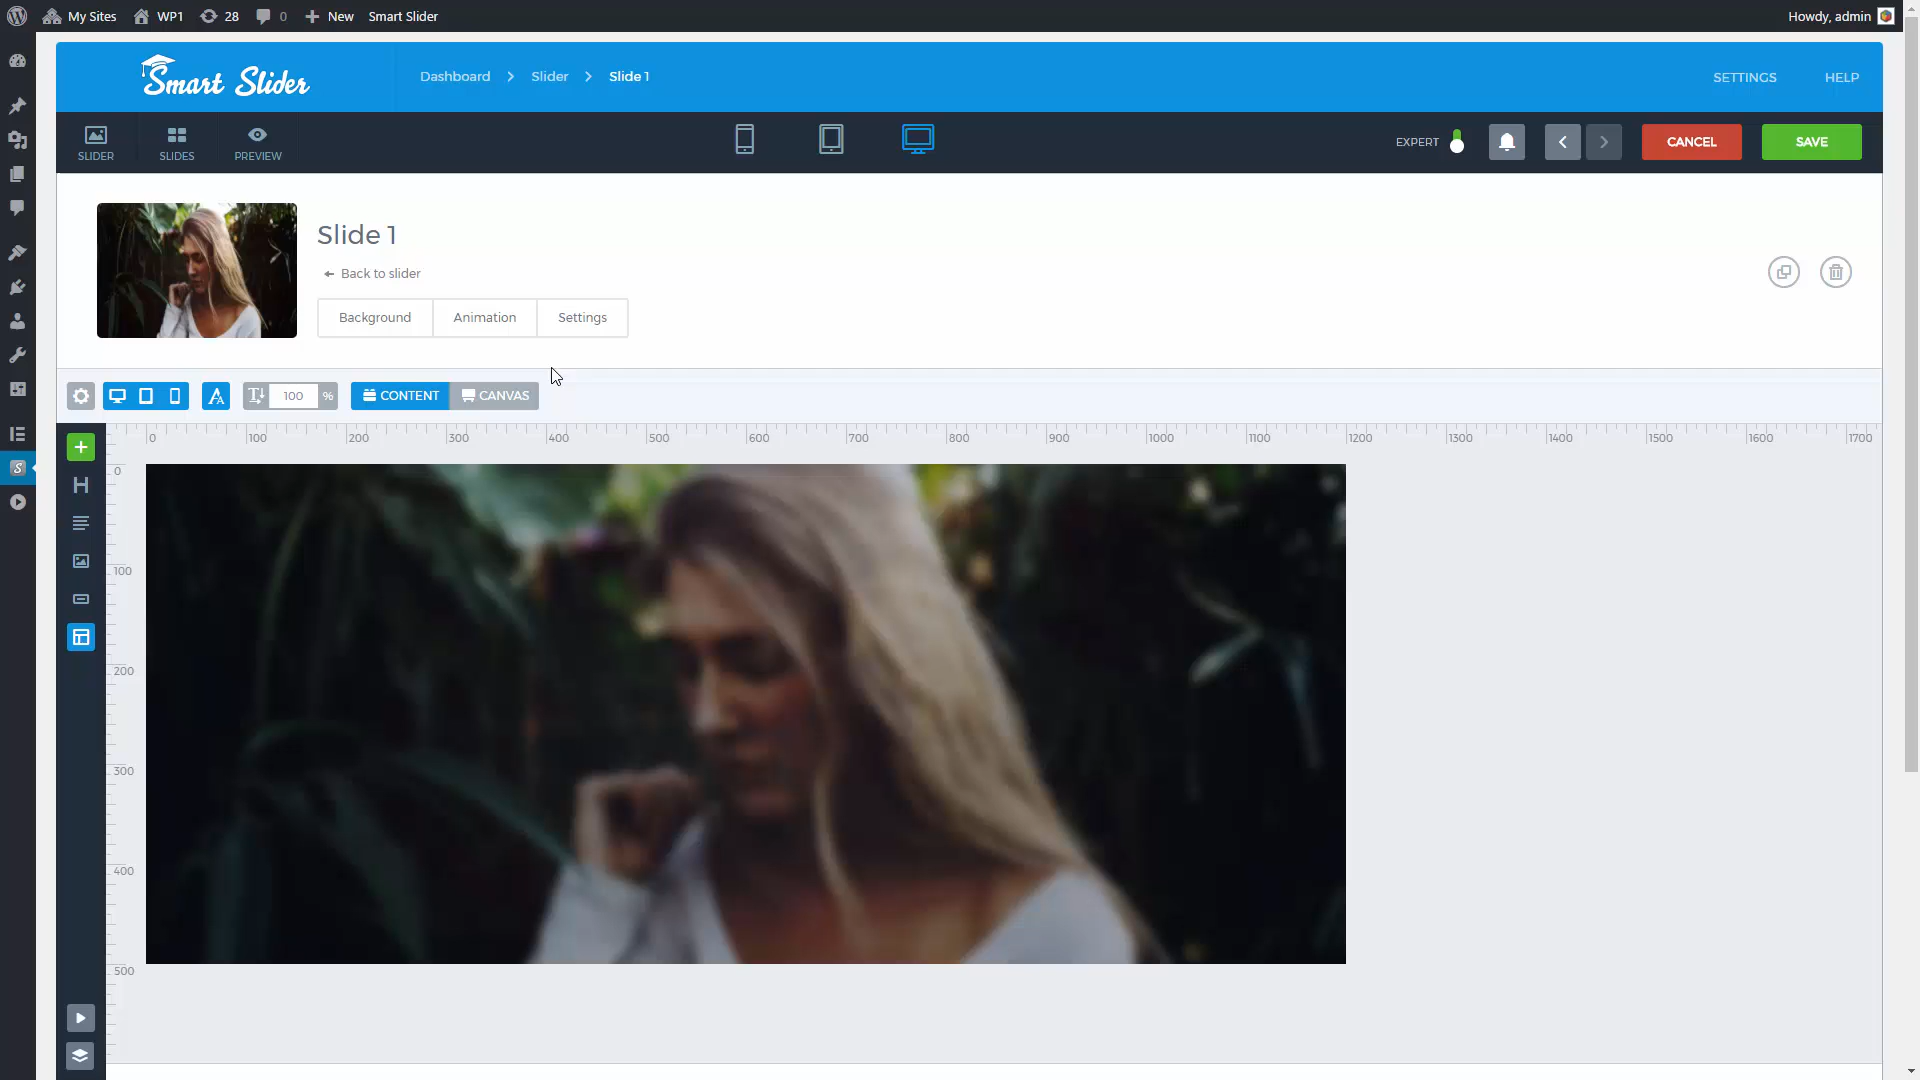 My Sites WP1 28 0 New Smart Slider Howdy, admin
Smart Slider Dashboard Slider Slide 1 SETTINGS HELP
SLIDER SLIDES PREVIEW EXPERT CANCEL SAVE
Slide 1
Back to slider
Background Animation Settings
100 % CONTENT CANVAS
0 100 200 300 400 500 600 700 800 900 1000 1100 1200 1300 1400 1500 1600 1700
0
100
200
300
400
500